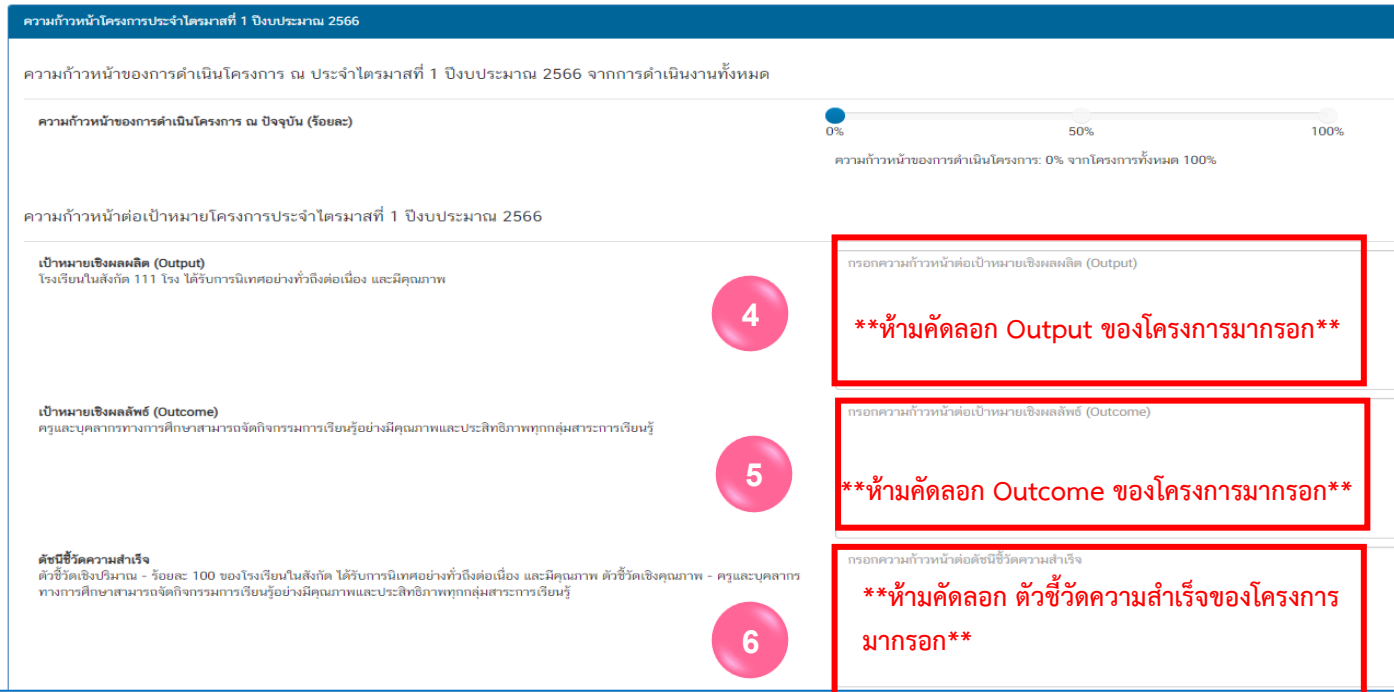 ความก้าวหน้าโครงการประจำไตรมาสที่ 1 ปีงบประมาณ 2566
ความก้าวหน้าของการดำเนินโครงการ ณ ประจำไตรมาสที่ 1 ปีงบประมาณ 2566 จากการดำเนินงานทั้งหมด
ความก้าวหน้าของการดำเนินโครงการ ณ ปัจจุบัน (ร้อยละ)
0% 50% 100%
ความก้าวหน้าของการดำเนินโครงการ: 0% จากโครงการทั้งหมด 100%
ความก้าวหน้าต่อเป้าหมายโครงการประจำไตรมาสที่ 1 ปีงบประมาณ 2566
เป้าหมายเชิงผลผลิต (Output)
โรงเรียนในสังกัด 111 โรง ได้รับการนิเทศอย่างทั่วถึงต่อเนื่อง และมีคุณภาพ
4
กรอกความก้าวหน้าต่อเป้าหมายเชิงผลผลิต (Output)
**ห้ามคัดลอก Output ของโครงการมากรอก**
เป้าหมายเชิงผลลัพธ์ (Outcome)
ครูและบุคลากรทางการศึกษาสามารถจัดกิจกรรมการเรียนรู้อย่างมีคุณภาพและประสิทธิภาพทุกกลุ่มสาระการเรียนรู้
5
กรอกความก้าวหน้าต่อเป้าหมายเชิงผลลัพธ์ (Outcome)
**ห้ามคัดลอก Outcome ของโครงการมากรอก**
ดัชนีชี้วัดความสำเร็จ
ตัวชี้วัดเชิงปริมาณ - ร้อยละ 100 ของโรงเรียนในสังกัด ได้รับการนิเทศอย่างทั่วถึงต่อเนื่อง และมีคุณภาพ ตัวชี้วัดเชิงคุณภาพ - ครูและบุคลากร
ทางการศึกษาสามารถจัดกิจกรรมการเรียนรู้อย่างมีคุณภาพและประสิทธิภาพทุกกลุ่มสาระการเรียนรู้
6
กรอกความก้าวหน้าต่อดัชนีชี้วัดความสำเร็จ
**ห้ามคัดลอก ตัวชี้วัดความสำเร็จของโครงการ
มากรอก**